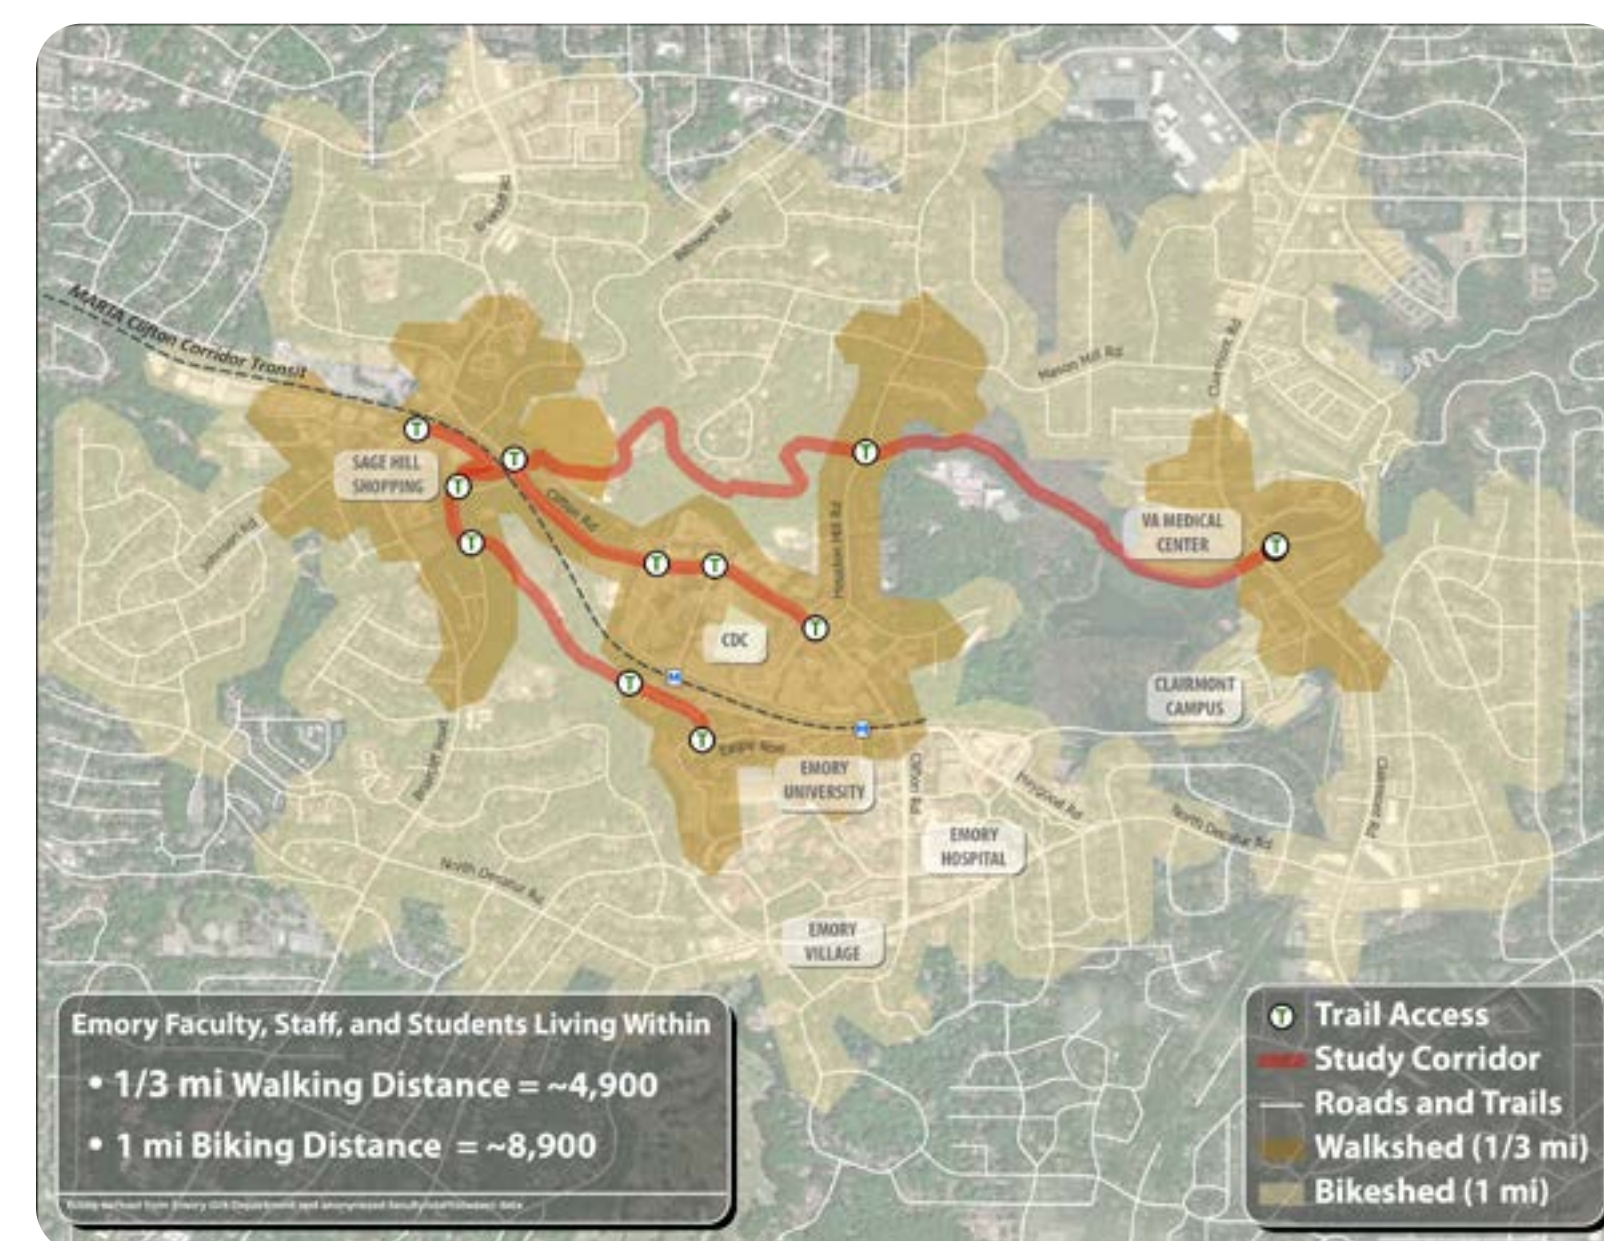 MARTA Clifton Corridor Transit
Briarcliff Rd
Mason Mill Rd
Clairmont Rd
SAGE HILL
SHOPPING
Clifton Rd
Johnson Rd
Houston Mill Rd
VA MEDICAL
CENTER
T
T
T
T
T
T
T
T
T
T
T
CDC
M
M
CLAIRMONT
CAMPUS
Briarcliff Road
EMORY
UNIVERSITY
Clifton Rd
Haygood Rd
North Decatur Rd
Clairmont Rd
EMORY
HOSPITAL
North Decatur Rd
EMORY
VILLAGE
Emory Faculty, Staff, and Students Living Within
• 1/3 mi Walking Distance = ~4,900
• 1 mi Biking Distance = ~8,900
T Trail Access
Study Corridor
Roads and Trails
Walkshed (1/3 mi)
Bikeshed (1 mi)